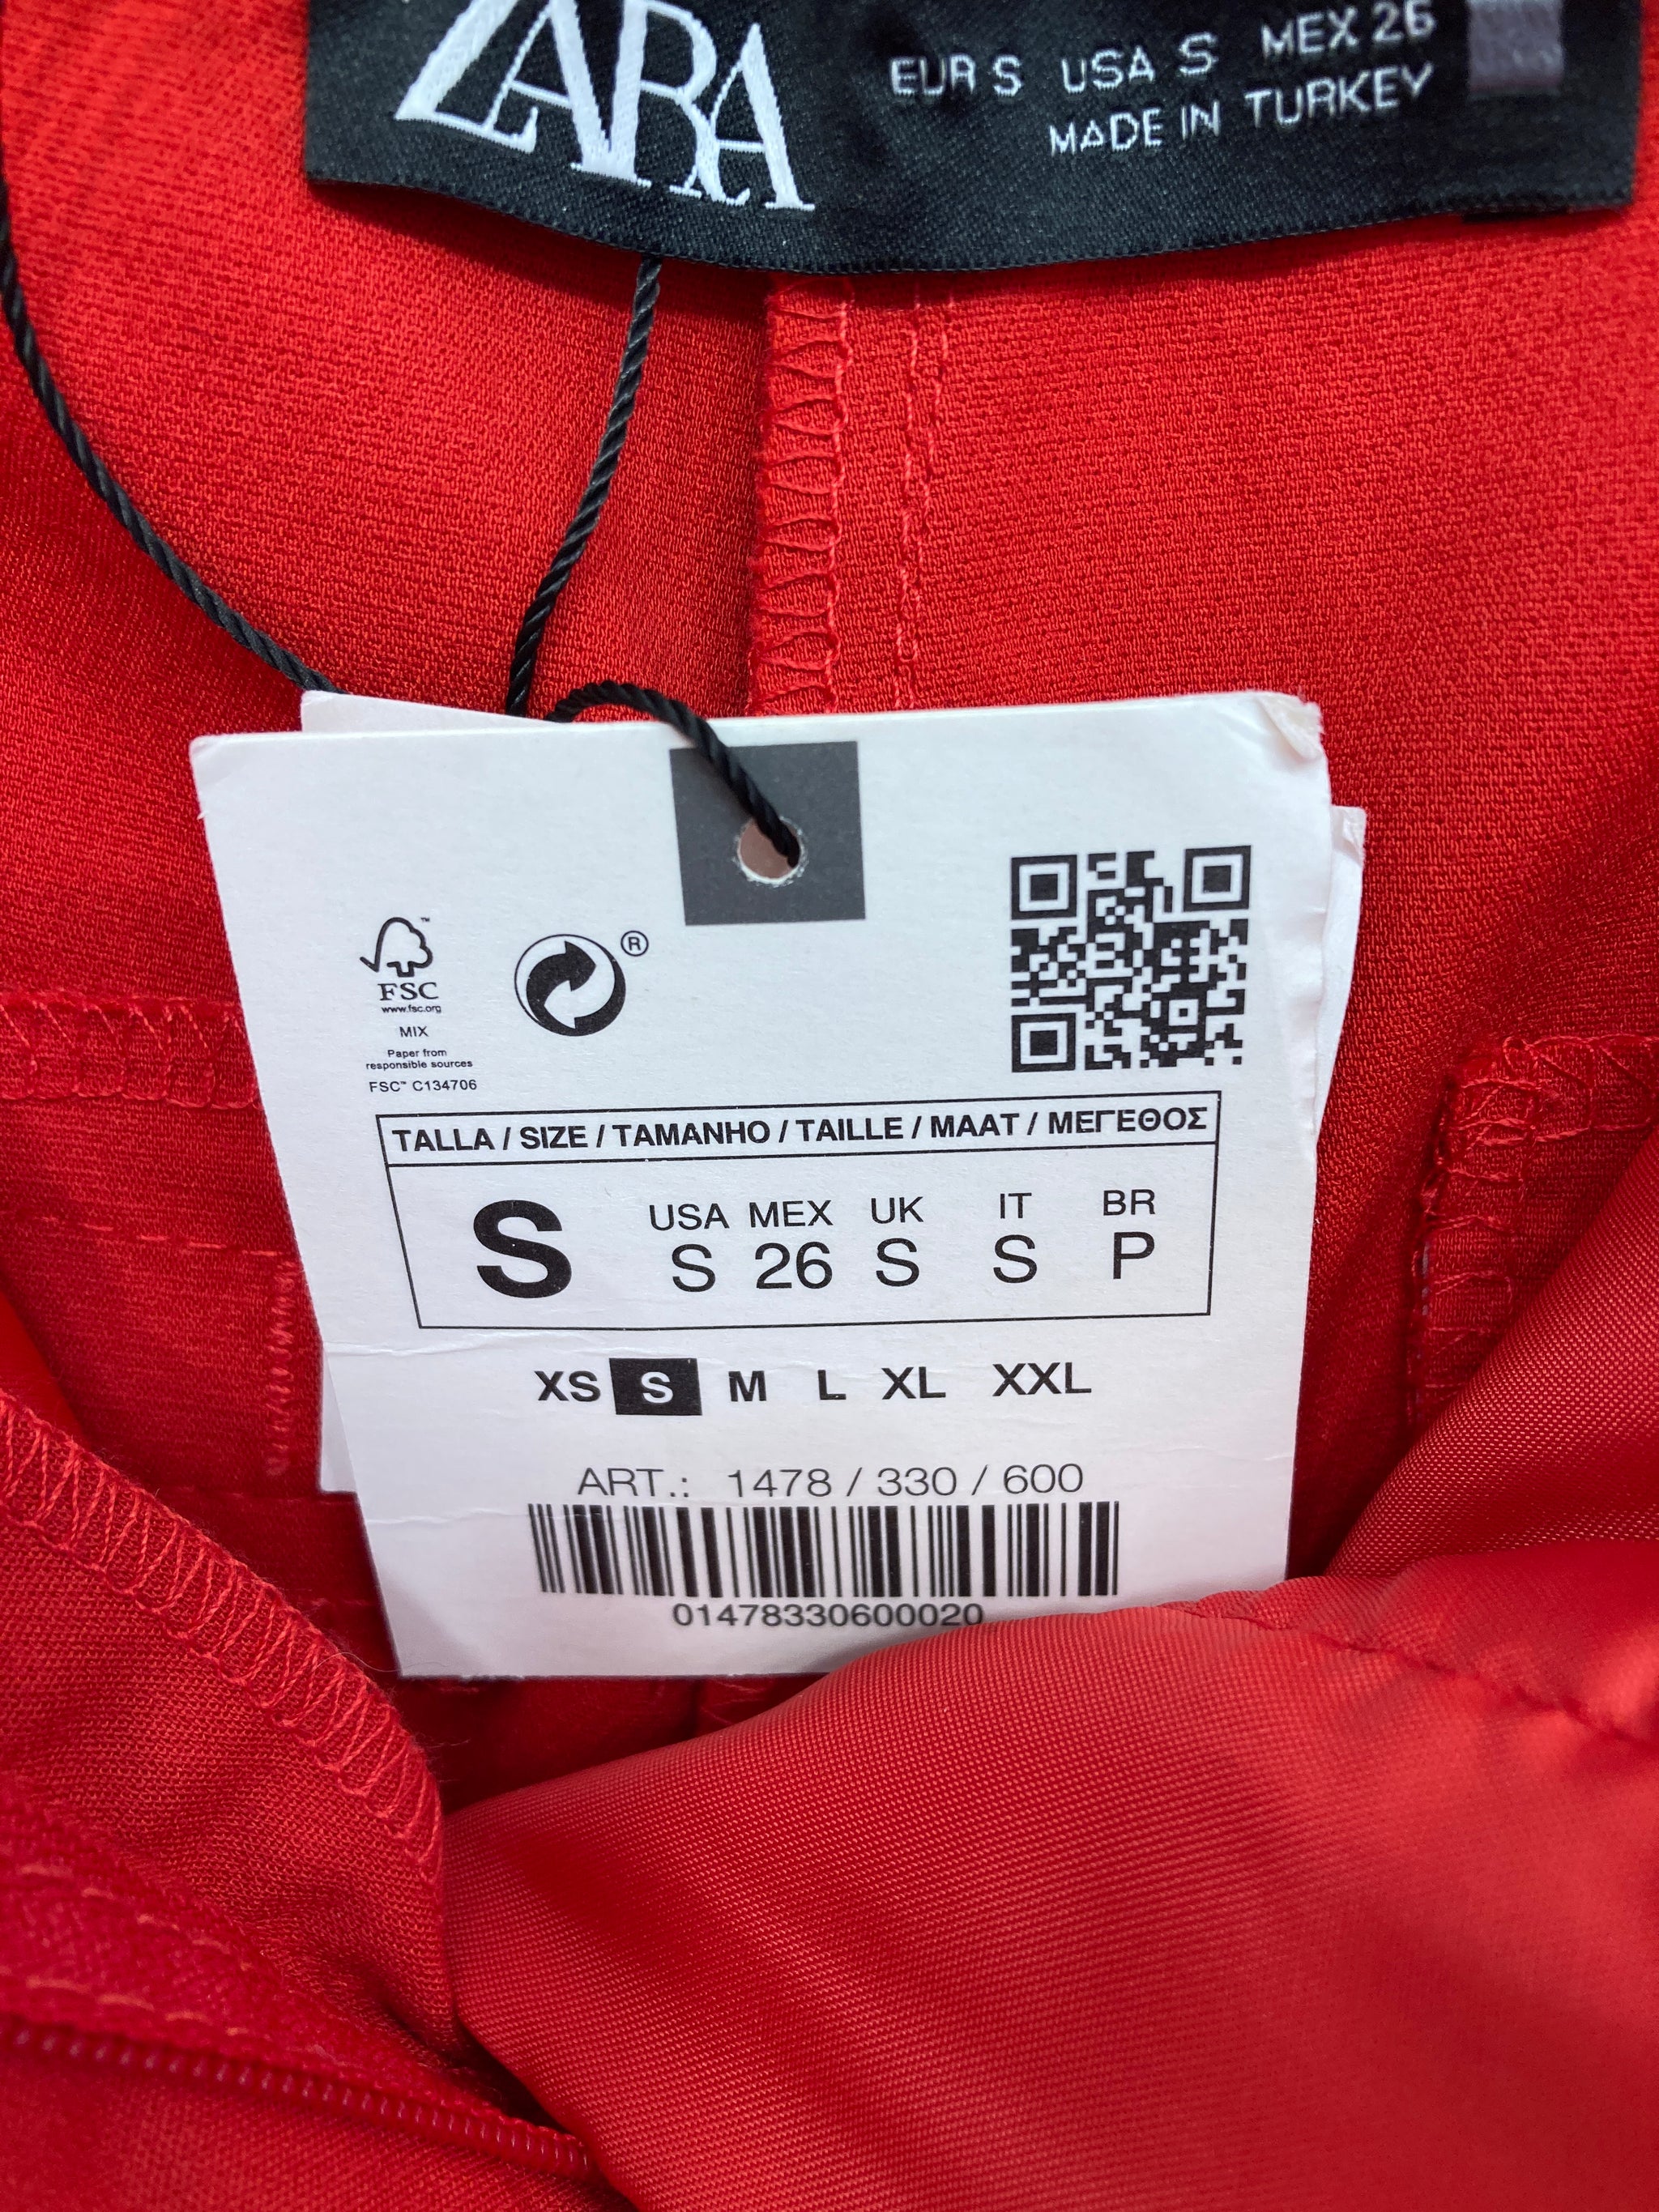 ZARA
EUR S USA S MEX 26
MADE IN TURKEY
FSC™
www.fsc.org
MIX
Paper from
responsible sources
FSC™ C134706
®
TALLA / SIZE / TAMANHO / TAILLE / MAAT / ΜΕΓΕΘΟΣ
USA MEX UK IT BR
S S 26 S S P
XS S M L XL XXL
ART.: 1478 / 330 / 600
01478330600020